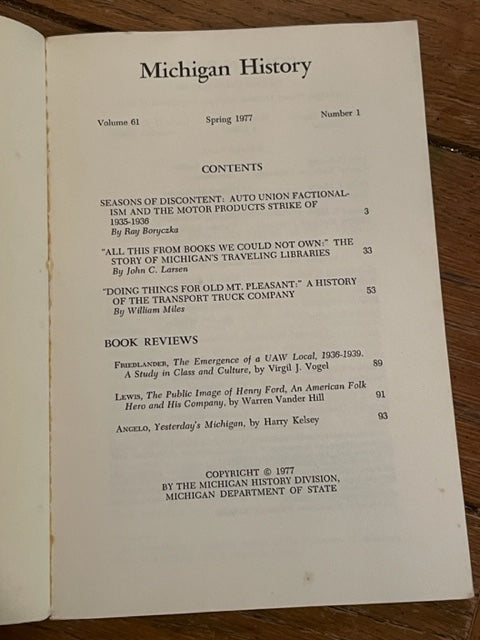 Michigan History
Volume 61 Spring 1977 Number 1
CONTENTS
SEASONS OF DISCONTENT: AUTO UNION FACTIONAL-
ISM AND THE MOTOR PRODUCTS STRIKE OF
1935-1936 3
By Ray Boryczka
"ALL THIS FROM BOOKS WE COULD NOT OWN:" THE
STORY OF MICHIGAN'S TRAVELING LIBRARIES 33
By John C. Larsen
"DOING THINGS FOR OLD MT. PLEASANT:" A HISTORY
OF THE TRANSPORT TRUCK COMPANY 53
By William Miles
BOOK REVIEWS
FRIEDLANDER, The Emergence of a UAW Local, 1936-1939.
A Study in Class and Culture, by Virgil J. Vogel 89
LEWIS, The Public Image of Henry Ford, An American Folk
Hero and His Company, by Warren Vander Hill 91
ANGELO, Yesterday's Michigan, by Harry Kelsey 93
COPYRIGHT © 1977
BY THE MICHIGAN HISTORY DIVISION,
MICHIGAN DEPARTMENT OF STATE